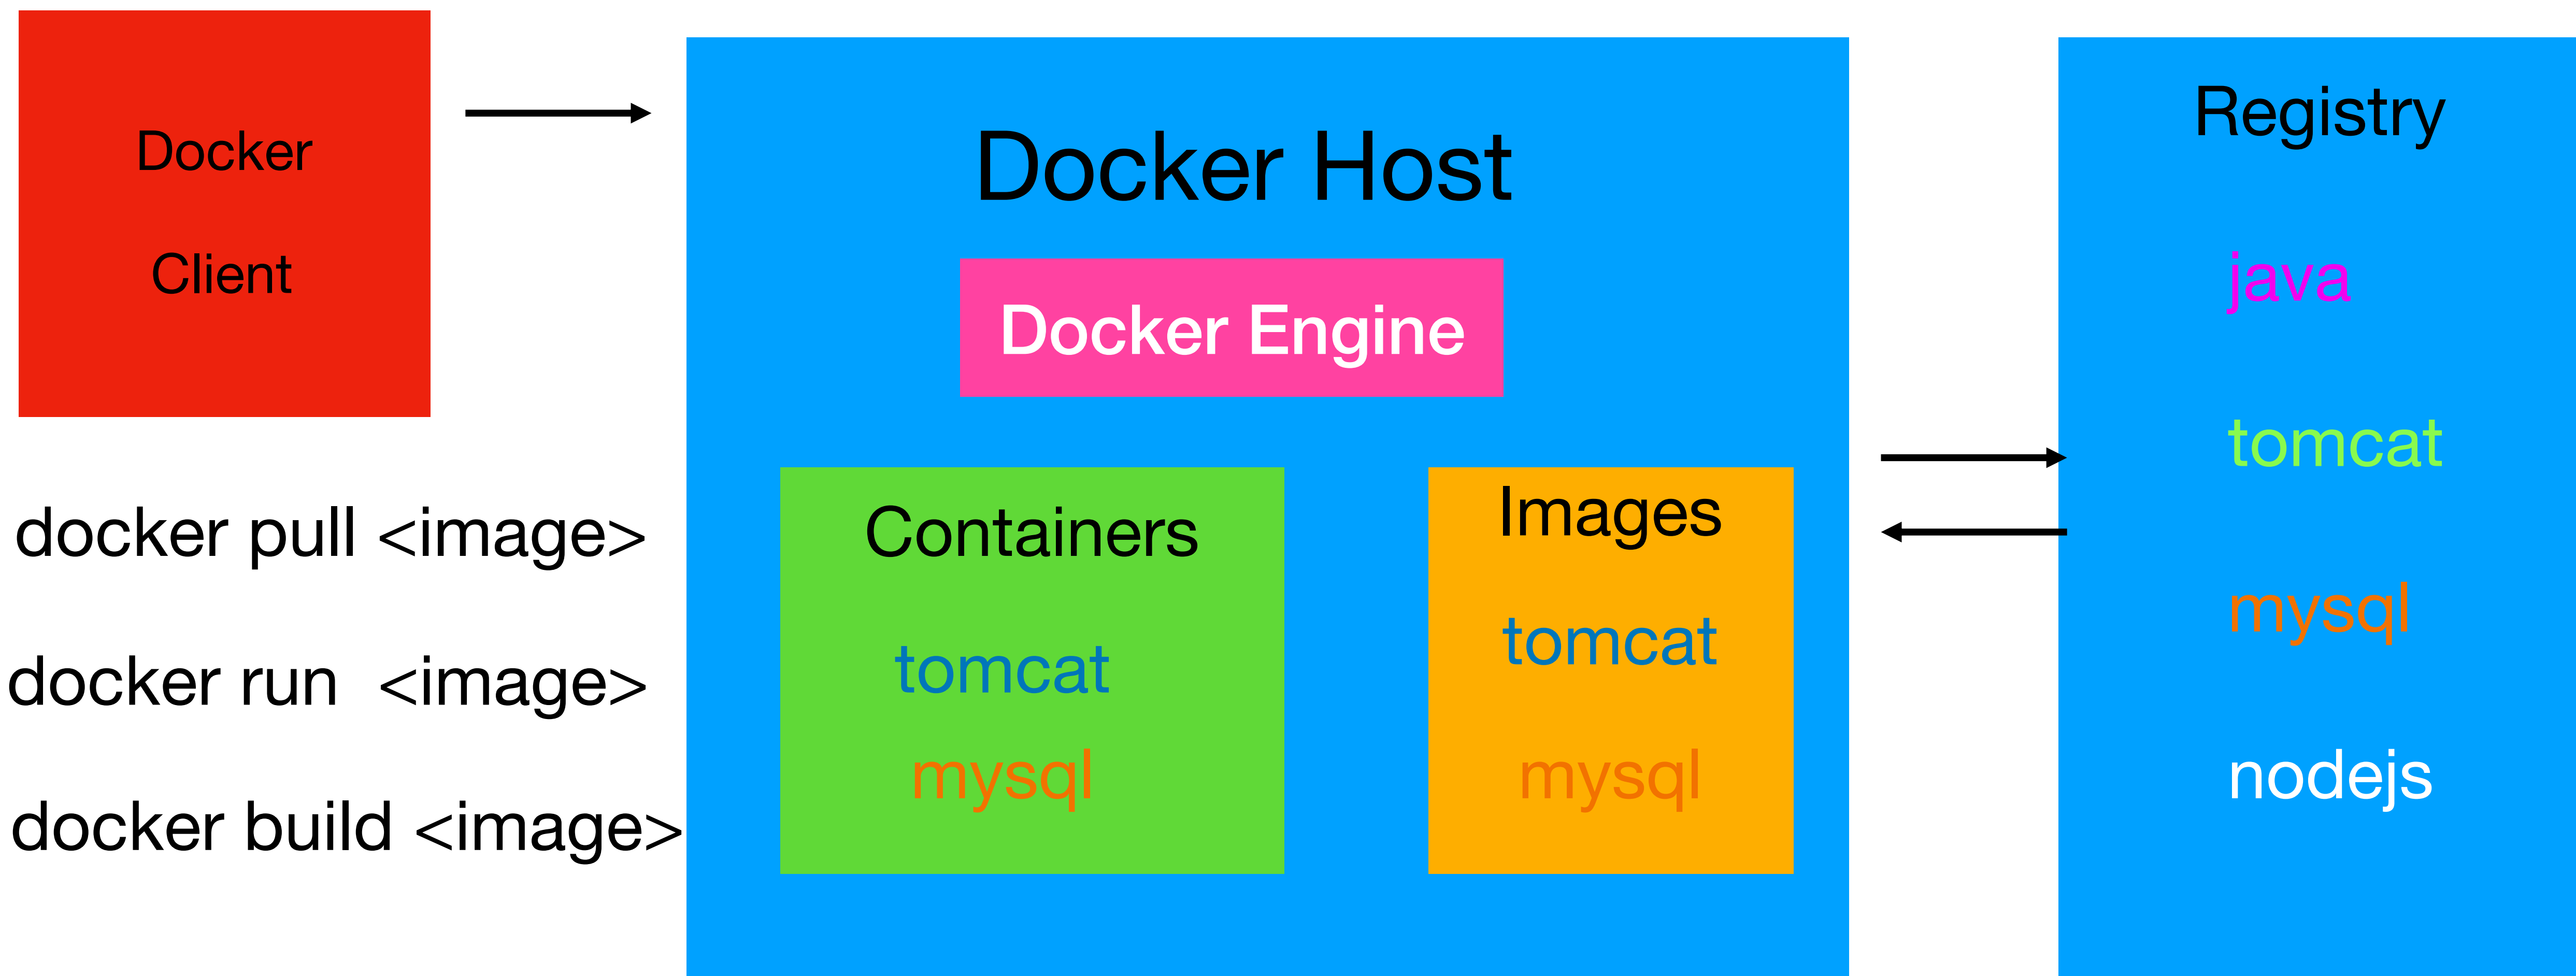 Docker
Client
docker pull <image>
docker run  <image>
docker build <image>
Docker Host
Docker Engine
Containers
tomcat
mysql
Images
tomcat
mysql
Registry
java
tomcat
mysql
nodejs